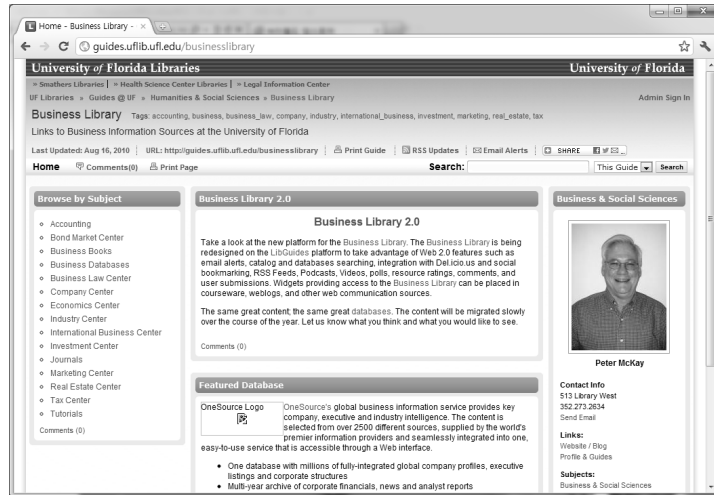 Home - Business Library -
guides.uflib.ufl.edu/businesslibrary
University of Florida Libraries
University of Florida
» Smathers Libraries | » Health Science Center Libraries | » Legal Information Center
UF Libraries » Guides @ UF » Humanities & Social Sciences » Business Library
Admin Sign In
Business Library Tags: accounting, business, business_law, company, industry, international_business, investment, marketing, real_estate, tax
Links to Business Information Sources at the University of Florida
Last Updated: Aug 16, 2010 URL: http://guides.uflib.ufl.edu/businesslibrary Print Guide RSS Updates Email Alerts SHARE
Home Comments(0) Print Page
Search: This Guide Search
Browse by Subject
Accounting
Bond Market Center
Business Books
Business Databases
Business Law Center
Company Center
Economics Center
Industry Center
International Business Center
Investment Center
Journals
Marketing Center
Real Estate Center
Tax Center
Tutorials
Comments (0)
Business Library 2.0
Business Library 2.0
Take a look at the new platform for the Business Library. The Business Library is being
redesigned on the LibGuides platform to take advantage of Web 2.0 features such as
email alerts, catalog and databases searching, integration with Del.icio.us and social
bookmarking, RSS Feeds, Podcasts, Videos, polls, resource ratings, comments, and
user submissions. Widgets providing access to the Business Library can be placed in
courseware, weblogs, and other web communication sources.
The same great content; the same great databases. The content will be migrated slowly
over the course of the year. Let us know what you think and what you would like to see.
Comments (0)
Featured Database
OneSource Logo
OneSource's global business information service provides key
company, executive and industry intelligence. The content is
selected from over 2500 different sources, supplied by the world's
premier information providers and seamlessly integrated into one,
easy-to-use service that is accessible through a Web interface.
One database with millions of fully-integrated global company profiles, executive
listings and corporate structures
Multi-year archive of corporate financials, news and analyst reports
Business & Social Sciences
Peter McKay
Contact Info
513 Library West
352.273.2634
Send Email
Links:
Website / Blog
Profile & Guides
Subjects:
Business & Social Sciences